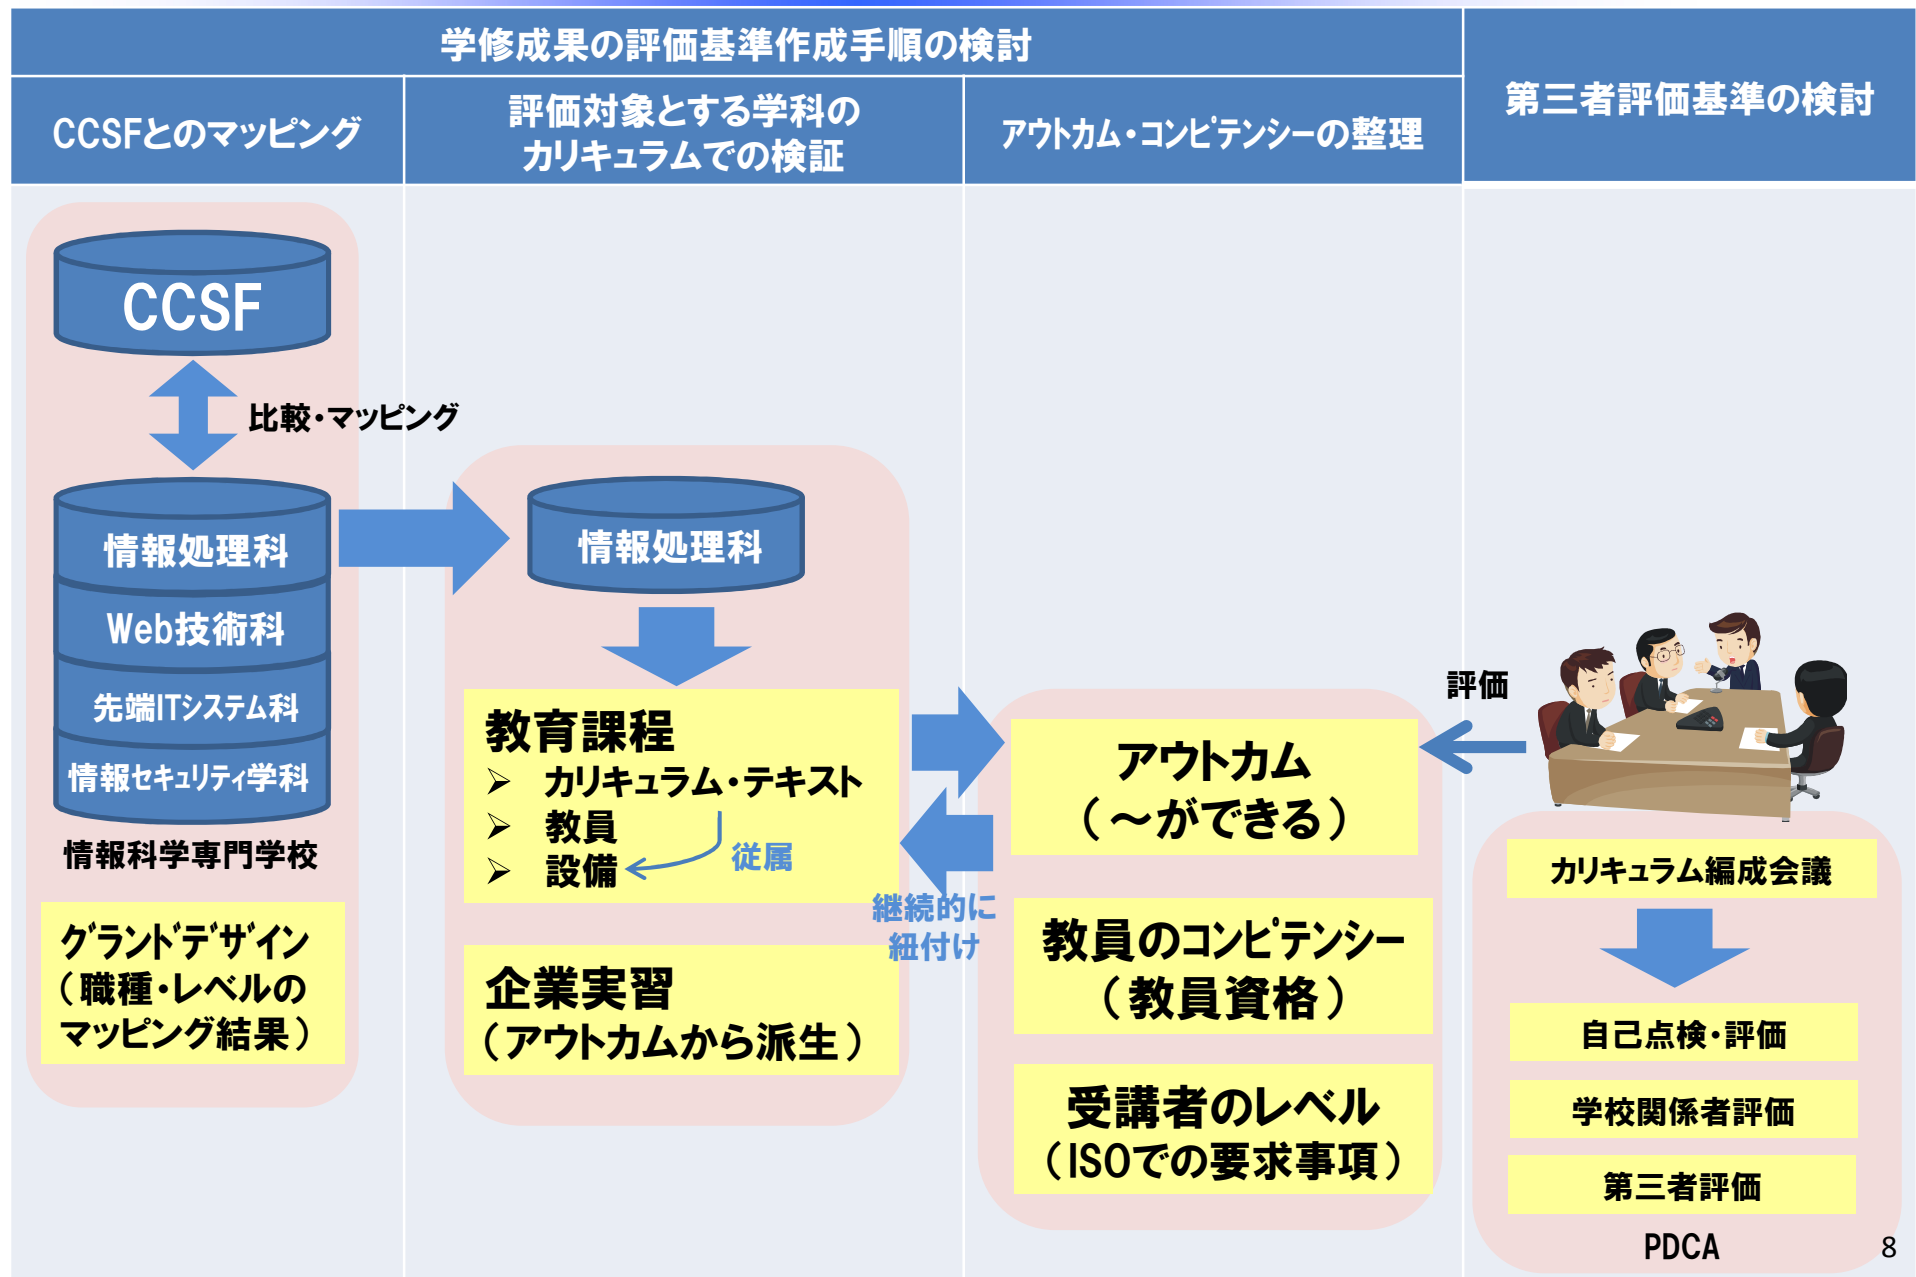 学修成果の評価基準作成手順の検討
第三者評価基準の検討
CCSFとのマッピング
評価対象とする学科の
カリキュラムでの検証
アウトカム・コンピテンシーの整理
CCSF
比較・マッピング
情報処理科
Web技術科
先端ITシステム科
情報セキュリティ学科
情報科学専門学校
グランドデザイン
（職種・レベルの
マッピング結果）
情報処理科
教育課程
➢ カリキュラム・テキスト
➢ 教員
➢ 設備
従属
企業実習
（アウトカムから派生）
継続的に
紐付け
アウトカム
（～ができる）
教員のコンピテンシー
（教員資格）
受講者のレベル
（ISOでの要求事項）
評価
カリキュラム編成会議
自己点検・評価
学校関係者評価
第三者評価
PDCA
8